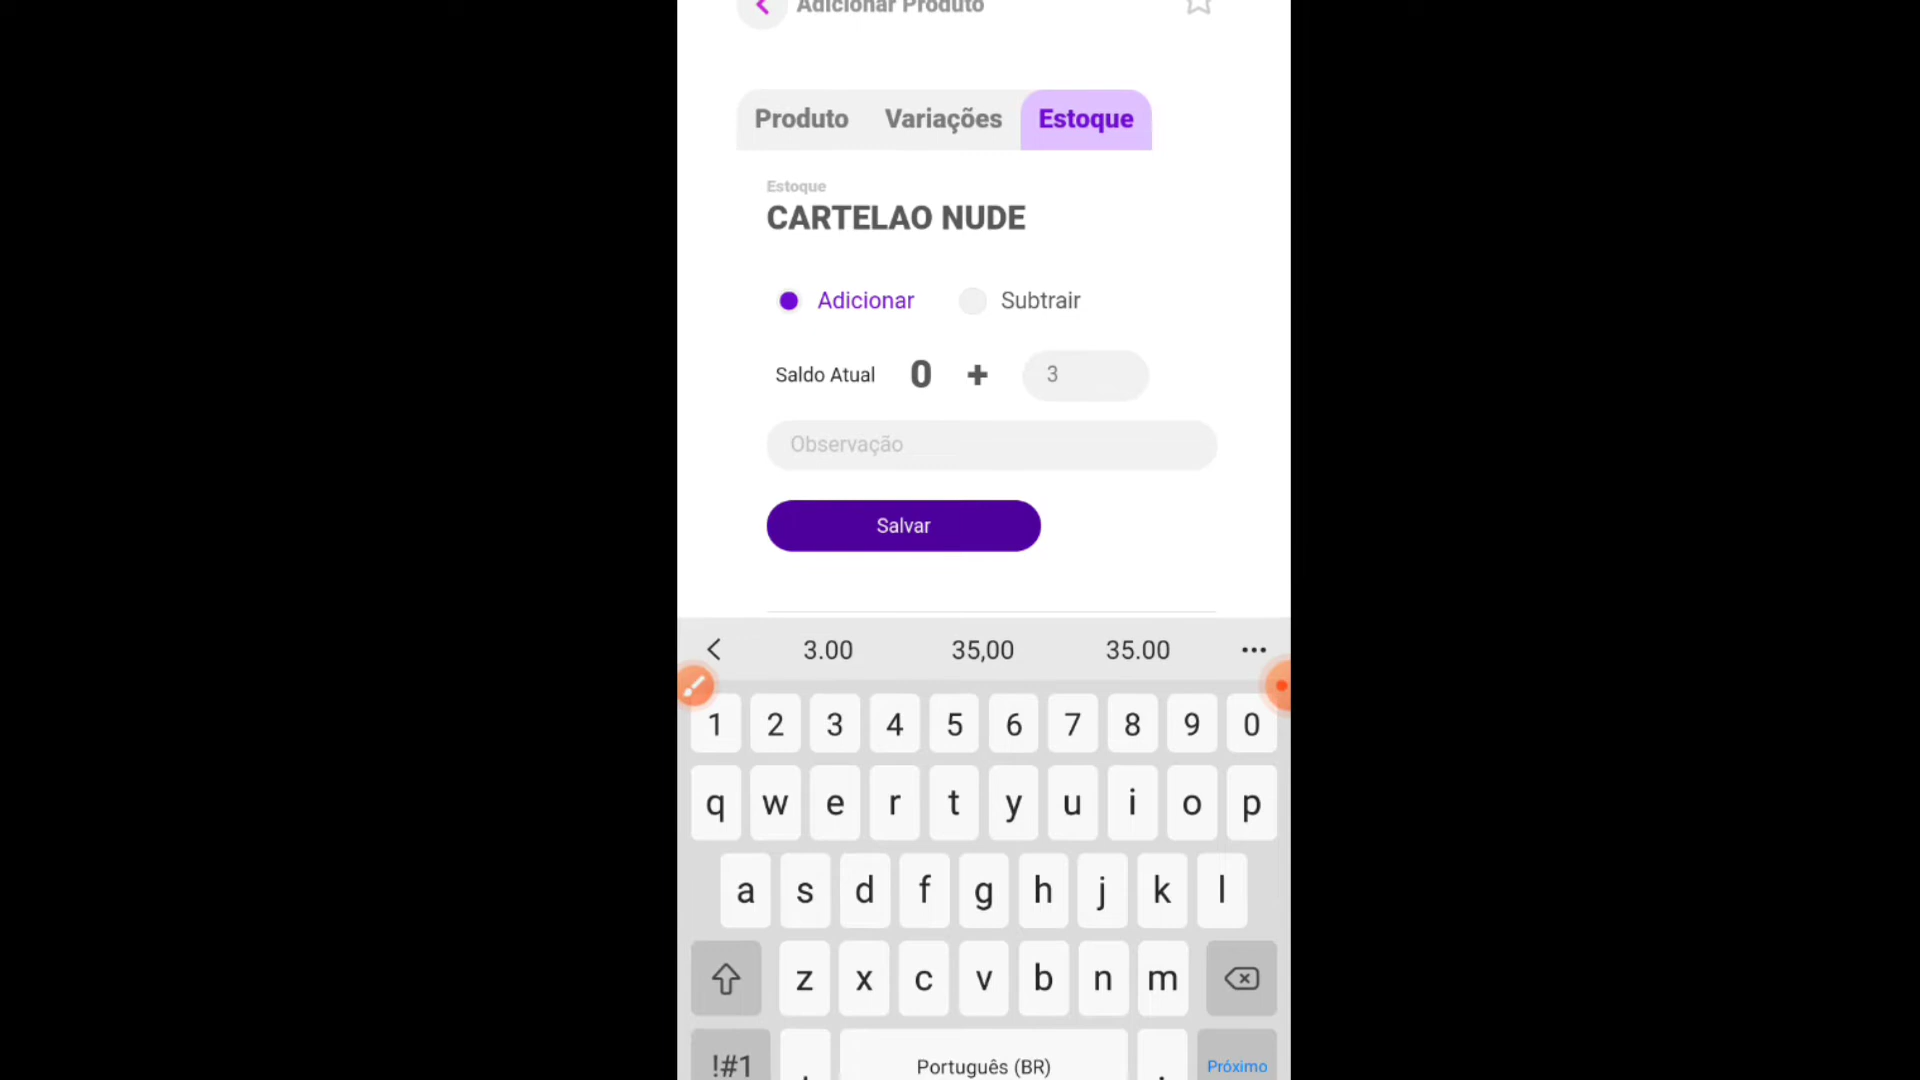 Adicionar Produto
Produto Variações Estoque
Estoque
CARTELAO NUDE
Adicionar Subtrair
Saldo Atual 0 + 3
Observação
Salvar
3.00 35,00 35.00 •••
1 2 3 4 5 6 7 8 9 0
q w e r t y u i o p
a s d f g h j k l
z x c v b n m
!#1 , Português (BR) . Próximo